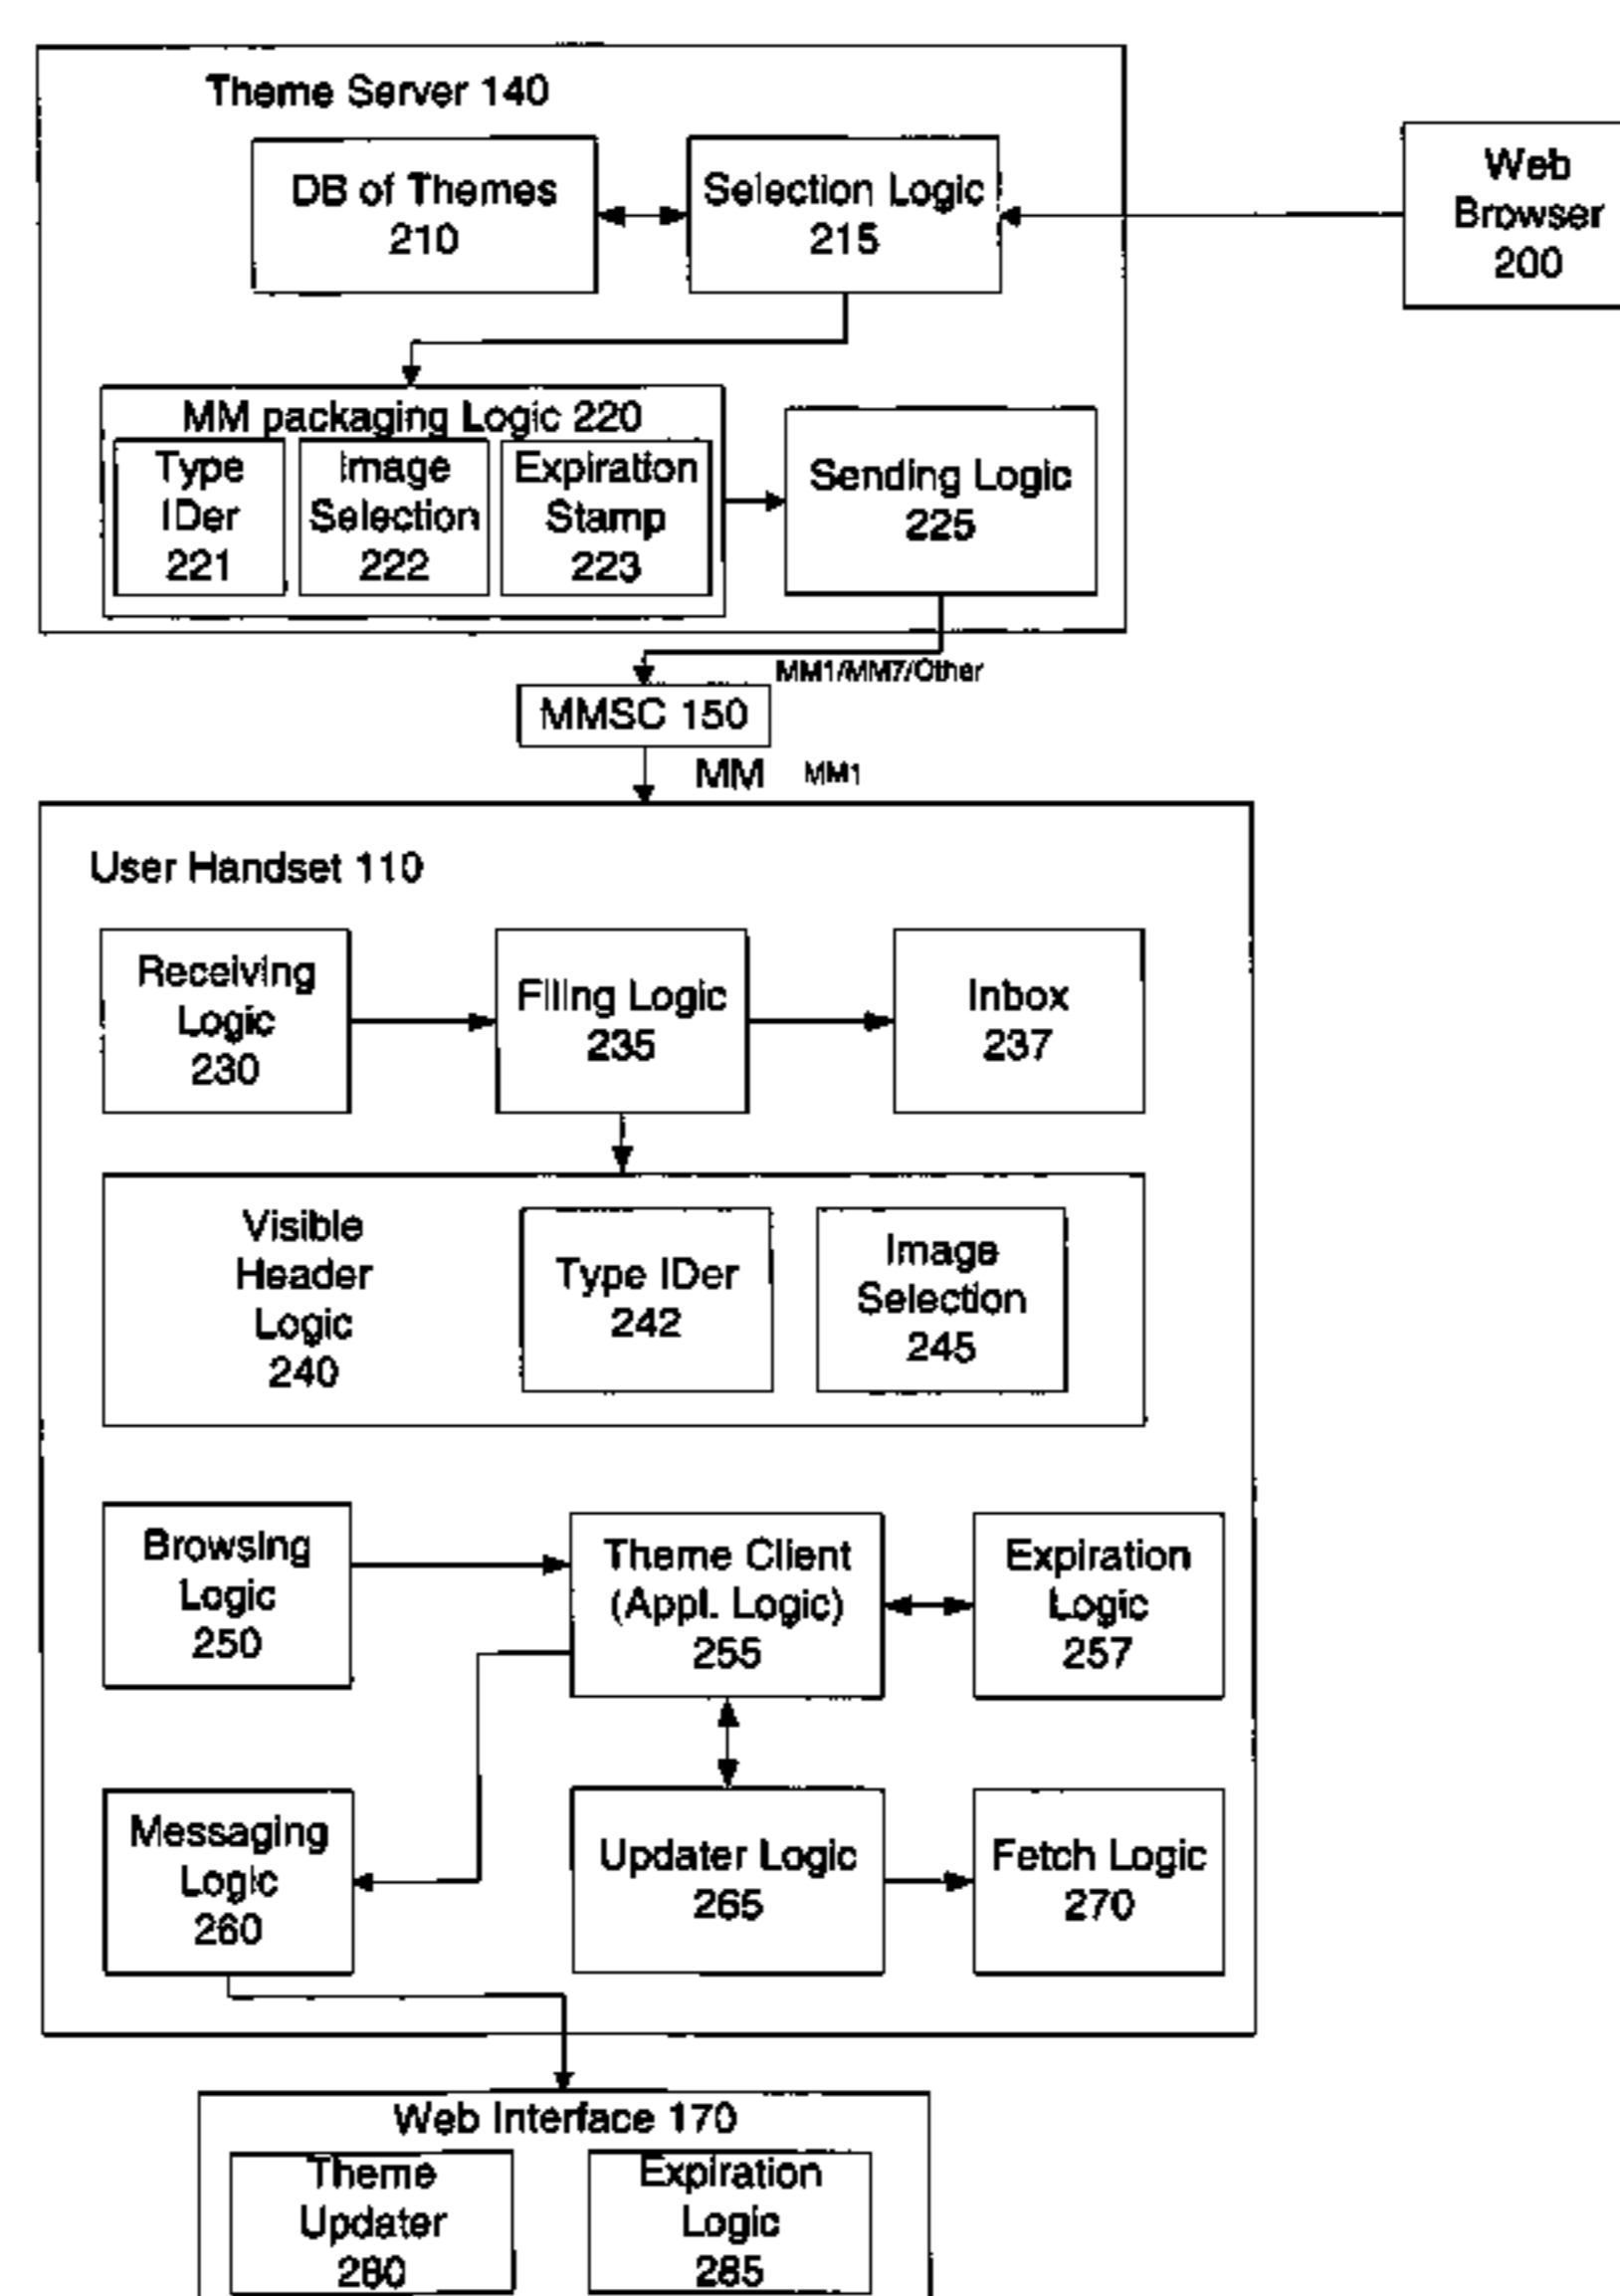 Theme Server 140
DB of Themes
210
Selection Logic
215
Web
Browser
200
MM packaging Logic 220
Type
IDer
221
Image
Selection
222
Expiration
Stamp
223
Sending Logic
225
MM1/MM7/Other
MMSC 150
MM MM1
User Handset 110
Receiving
Logic
230
Filing Logic
235
Inbox
237
Visible
Header
Logic
240
Type IDer
242
Image
Selection
245
Browsing
Logic
250
Theme Client
(Appl. Logic)
255
Expiration
Logic
257
Messaging
Logic
260
Updater Logic
265
Fetch Logic
270
Web Interface 170
Theme
Updater
280
Expiration
Logic
285